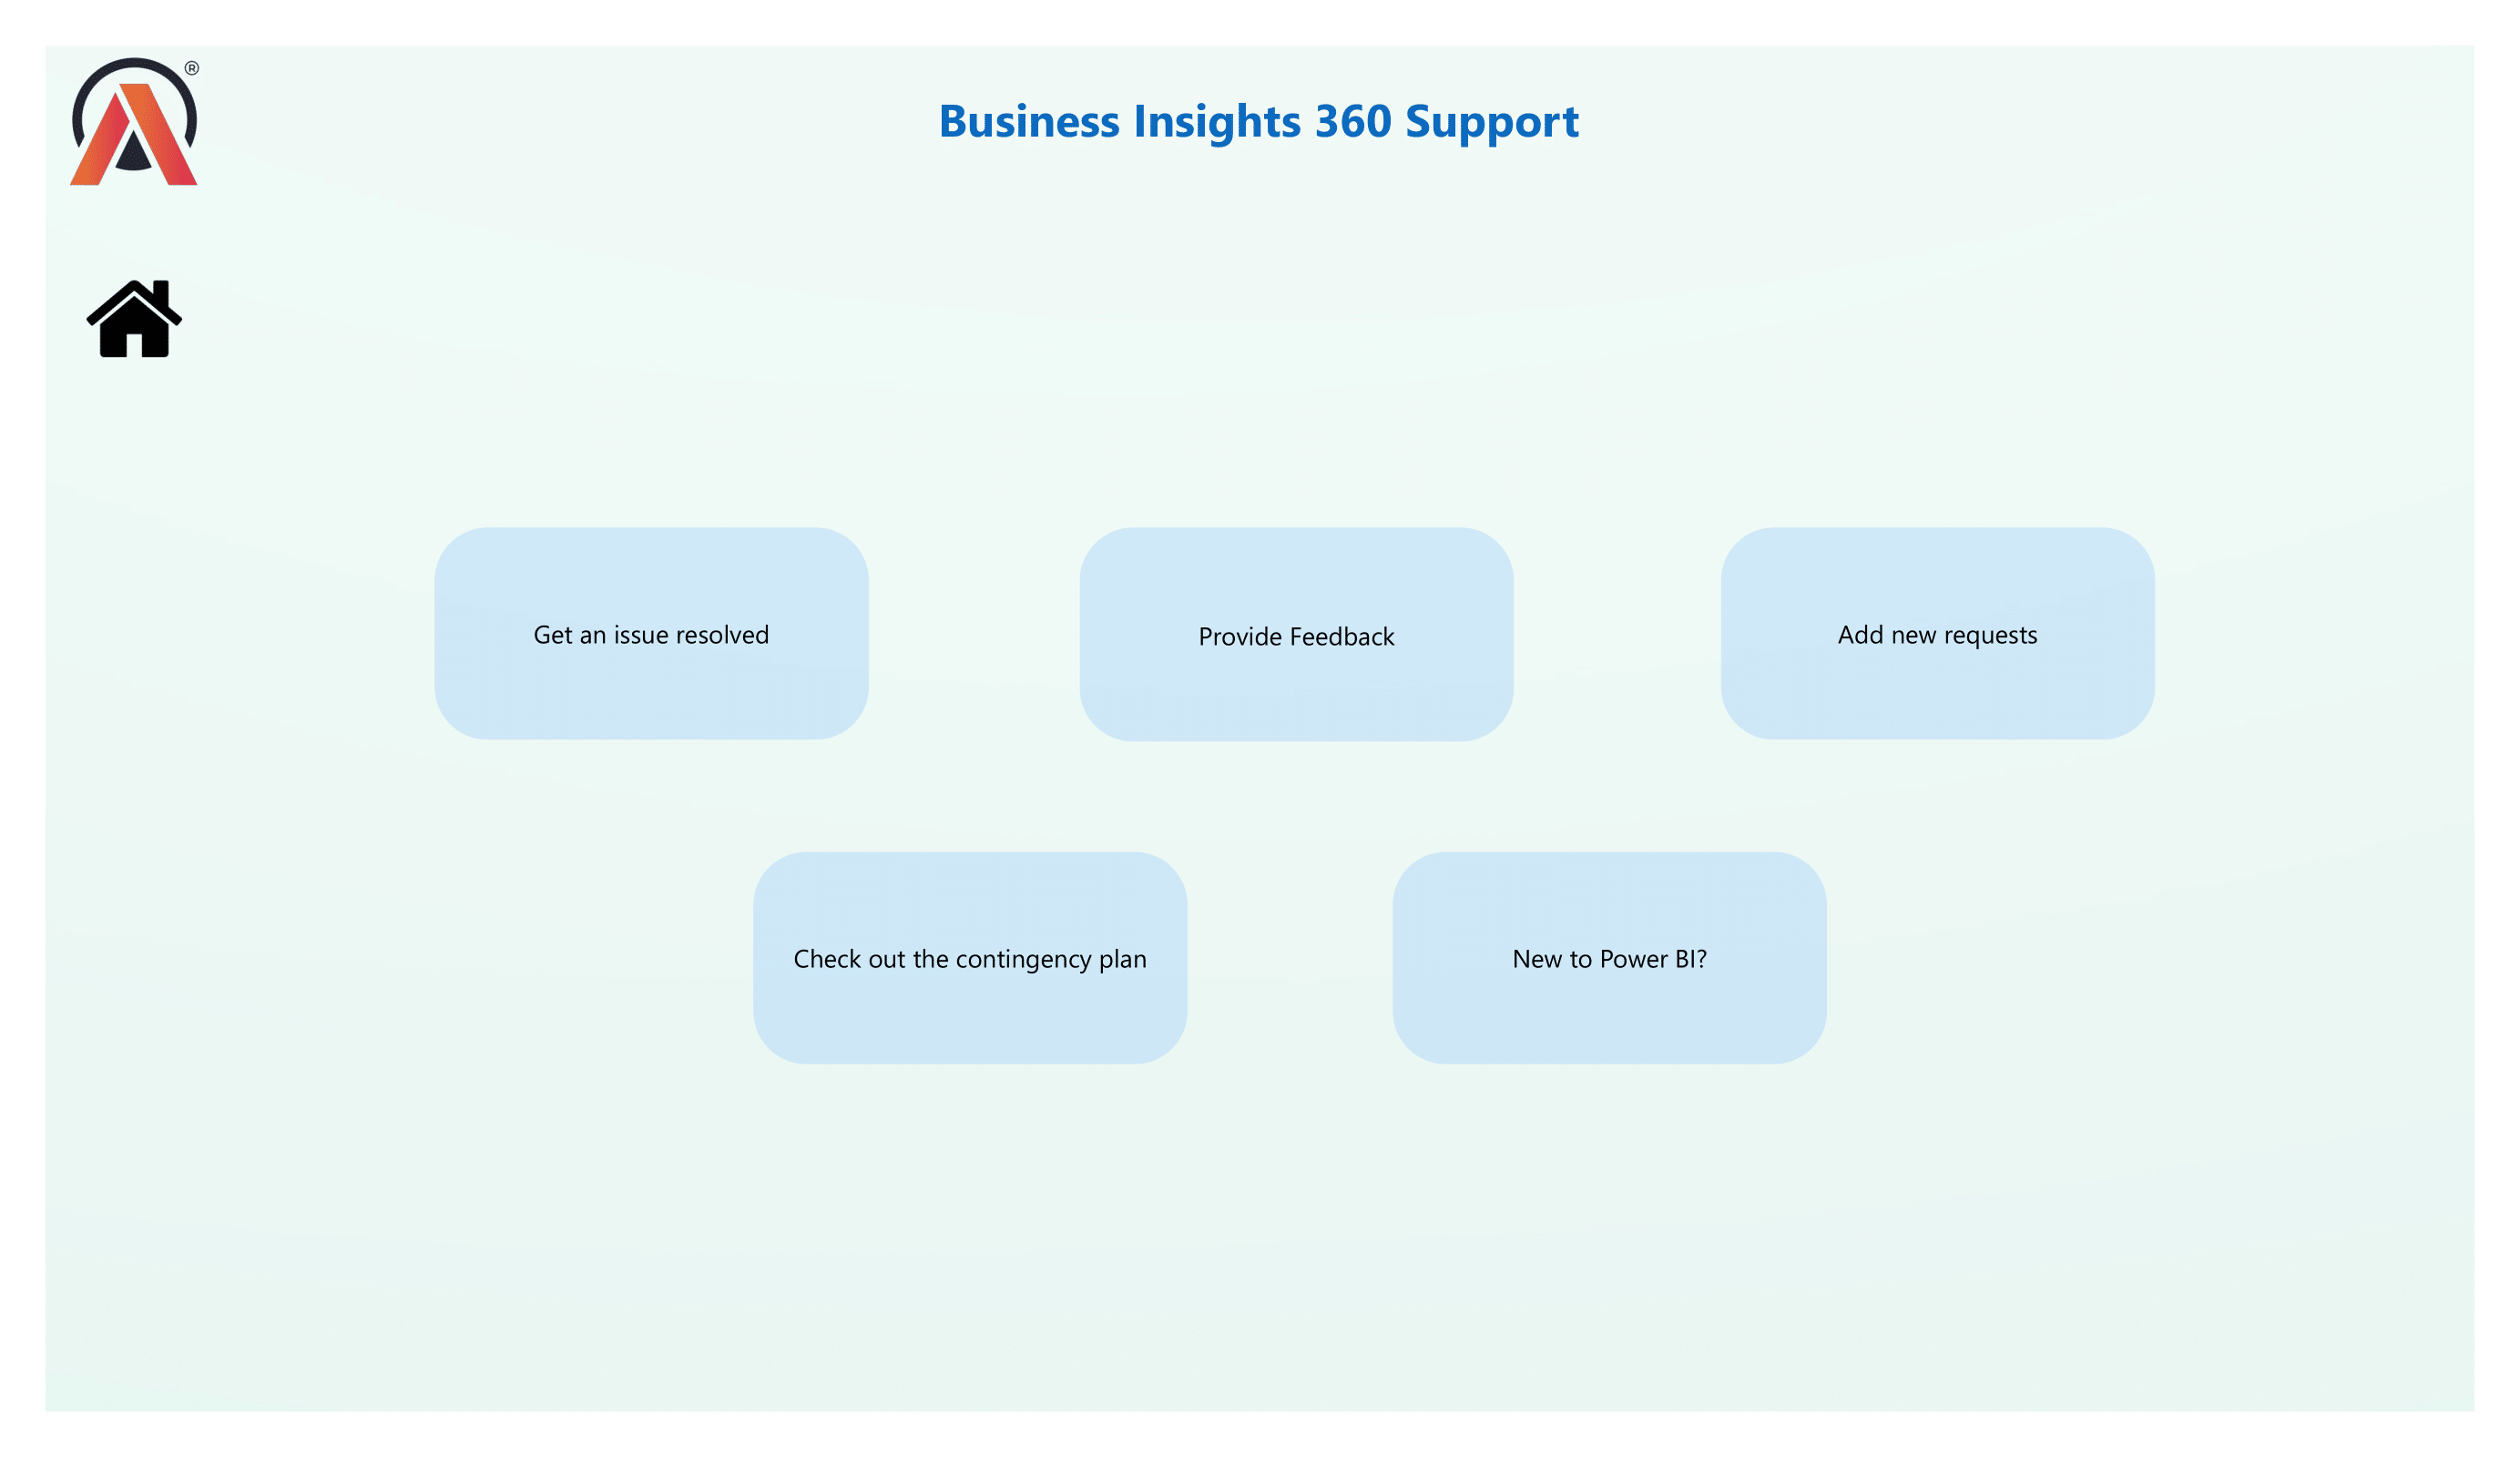 ®
Business Insights 360 Support
Get an issue resolved
Provide Feedback
Add new requests
Check out the contingency plan
New to Power BI?